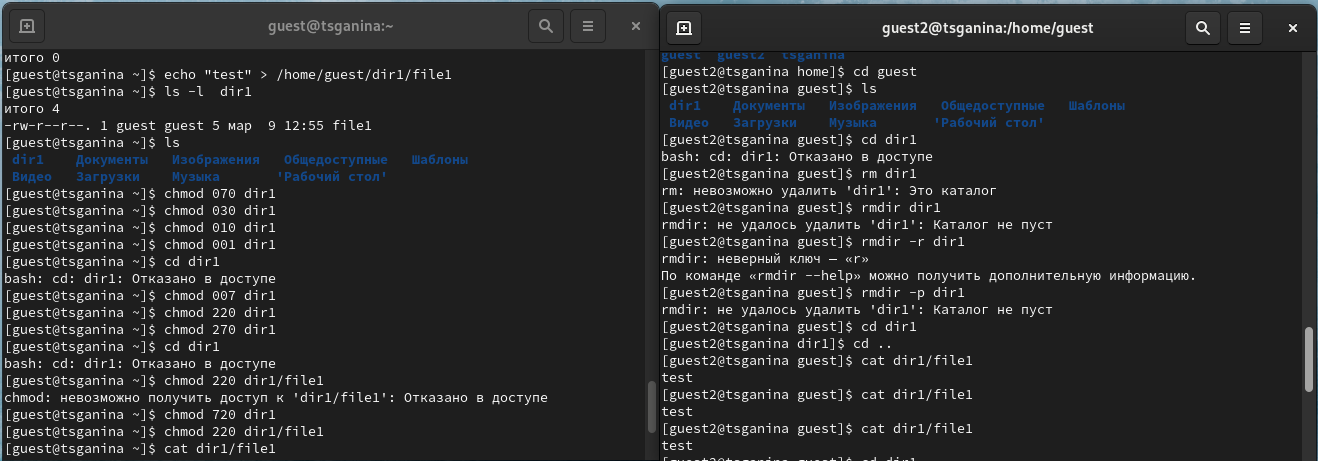 guest@tsganina:~
итого 0
[guest@tsganina ~]$ echo "test" > /home/guest/dir1/file1
[guest@tsganina ~]$ ls -l  dir1
итого 4
-rw-r--r--. 1 guest guest 5 мар  9 12:55 file1
[guest@tsganina ~]$ ls
dir1    Документы   Изображения   Общедоступные   Шаблоны
Видео   Загрузки    Музыка       'Рабочий стол'
[guest@tsganina ~]$ chmod 070 dir1
[guest@tsganina ~]$ chmod 030 dir1
[guest@tsganina ~]$ chmod 010 dir1
[guest@tsganina ~]$ chmod 001 dir1
[guest@tsganina ~]$ cd dir1
bash: cd: dir1: Отказано в доступе
[guest@tsganina ~]$ chmod 007 dir1
[guest@tsganina ~]$ chmod 220 dir1
[guest@tsganina ~]$ chmod 270 dir1
[guest@tsganina ~]$ cd dir1
bash: cd: dir1: Отказано в доступе
[guest@tsganina ~]$ chmod 220 dir1/file1
chmod: невозможно получить доступ к 'dir1/file1': Отказано в доступе
[guest@tsganina ~]$ chmod 720 dir1
[guest@tsganina ~]$ chmod 220 dir1/file1
[guest@tsganina ~]$ cat dir1/file1
guest2@tsganina:/home/guest
guest  guest2  tsganina
[guest2@tsganina home]$ cd guest
[guest2@tsganina guest]$ ls
dir1    Документы   Изображения   Общедоступные   Шаблоны
Видео   Загрузки    Музыка       'Рабочий стол'
[guest2@tsganina guest]$ cd dir1
bash: cd: dir1: Отказано в доступе
[guest2@tsganina guest]$ rm dir1
rm: невозможно удалить 'dir1': Это каталог
[guest2@tsganina guest]$ rmdir dir1
rmdir: не удалось удалить 'dir1': Каталог не пуст
[guest2@tsganina guest]$ rmdir -r dir1
rmdir: неверный ключ — «r»
По команде «rmdir --help» можно получить дополнительную информацию.
[guest2@tsganina guest]$ rmdir -p dir1
rmdir: не удалось удалить 'dir1': Каталог не пуст
[guest2@tsganina guest]$ cd dir1
[guest2@tsganina dir1]$ cd ..
[guest2@tsganina guest]$ cat dir1/file1
test
[guest2@tsganina guest]$ cat dir1/file1
test
[guest2@tsganina guest]$ cat dir1/file1
test